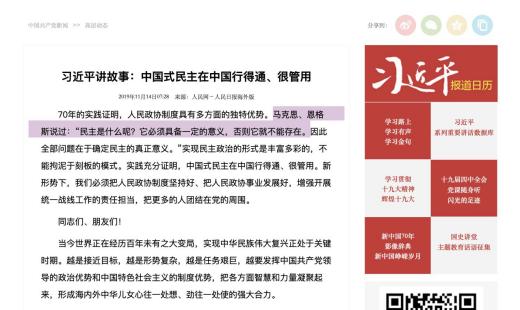 中国共产党新闻 >> 高层动态
分享到:
习近平讲故事：中国式民主在中国行得通、很管用
2019年11月14日07:28 来源：人民网－人民日报海外版
70年的实践证明，人民政协制度具有多方面的独特优势。马克思、恩格
斯说过：“民主是什么呢？它必须具备一定的意义，否则它就不能存在。因此
全部问题在于确定民主的真正意义。”实现民主政治的形式是丰富多彩的，不
能拘泥于刻板的模式。实践充分证明，中国式民主在中国行得通、很管用。新
形势下，我们必须把人民政协制度坚持好、把人民政协事业发展好，增强开展
统一战线工作的责任担当，把更多的人团结在党的周围。
同志们、朋友们！
当今世界正在经历百年未有之大变局，实现中华民族伟大复兴正处于关键
时期。越是接近目标，越是形势复杂，越是任务艰巨，越要发挥中国共产党领
导的政治优势和中国特色社会主义的制度优势，把各方面智慧和力量凝聚起
来，形成海内外中华儿女心往一处想、劲往一处使的强大合力。
习近平
报道日历
学习路上
学习有声
学习金句
习近平
系列重要讲话数据库
学习贯彻
十九大精神
辉煌十九大
十九届四中全会
党课随身听
闪光的足迹
新中国70年
影像辞典
新中国峥嵘岁月
国史讲堂
主题教育话语征集